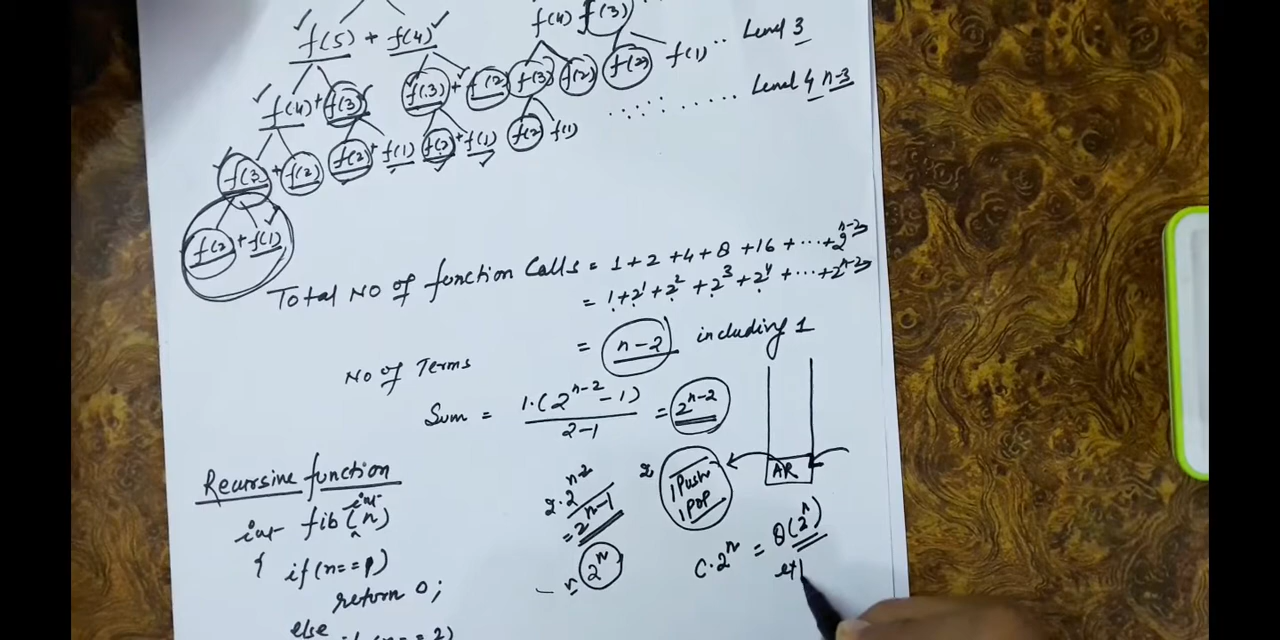 f(4) f(3)
f(5) + f(4) .. Level 3
f(4) + f(3) f(3) + f(2) f(3) f(2) f(2) f(1)
Level 4 n-3
f(3) + f(2) f(2) + f(1) f(2) + f(1) f(2) f(1)
f(2) + f(1)
Total No of function Calls = 1 + 2 + 4 + 8 + 16 + ... + 2^{n-2}
= 1 + 2^1 + 2^2 + 2^3 + 2^4 + ... + 2^{n-2}
No of Terms = n-2 including 1
Sum = 1.(2^{n-2} - 1) / 2-1 = 2^{n-2}
AR
1 Push
1 POP
2.2^{n-2}
= 2^{n-1}
2^n
C.2^n = θ(2^n)
Recursive function
int fib(int n)
{ if(n==1)
return 0;
else